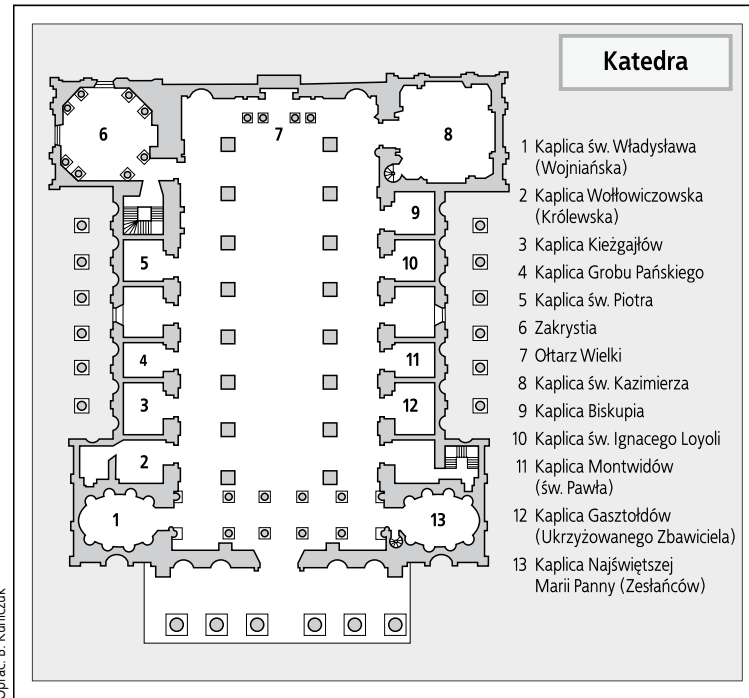 Katedra
6
7
8
9
5
10
4
11
3
12
2
1
13
1 Kaplica św. Władysława
(Wojniańska)
2 Kaplica Wołłowiczowska
(Królewska)
3 Kaplica Kieżgajłów
4 Kaplica Grobu Pańskiego
5 Kaplica św. Piotra
6 Zakrystia
7 Ołtarz Wielki
8 Kaplica św. Kazimierza
9 Kaplica Biskupia
10 Kaplica św. Ignacego Loyoli
11 Kaplica Montwidów
(św. Pawła)
12 Kaplica Gasztołdów
(Ukrzyżowanego Zbawiciela)
13 Kaplica Najświętszej
Marii Panny (Zesłańców)
Oprac. B. Kuniczuk